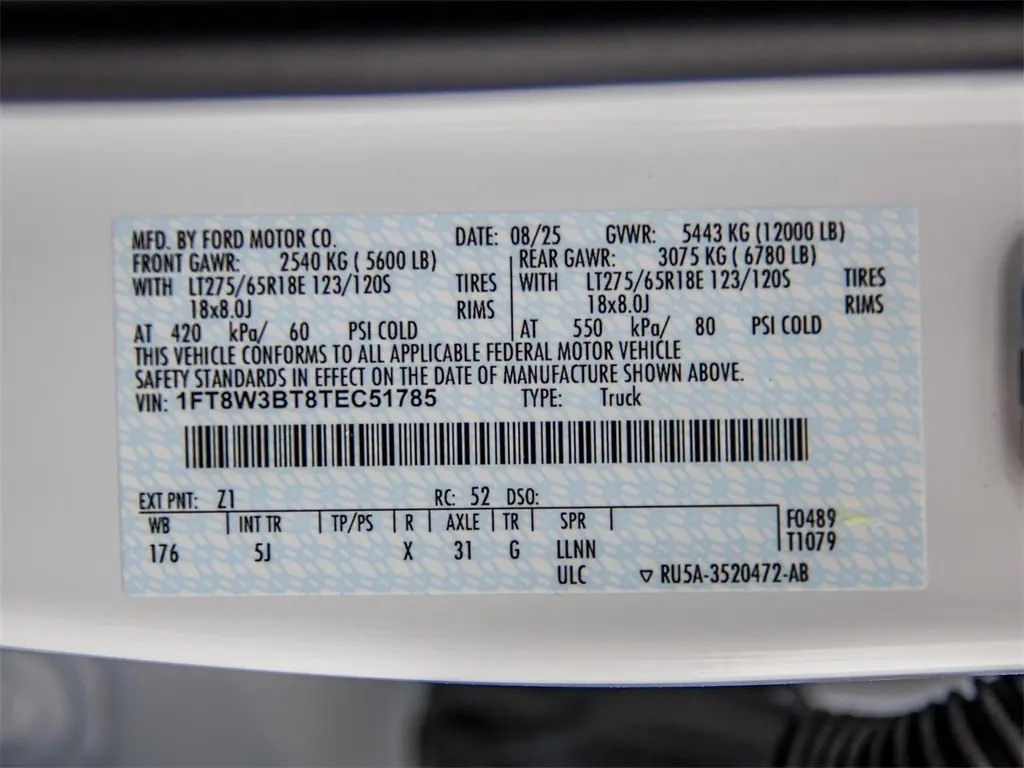 MFD. BY FORD MOTOR CO. DATE: 08/25 GVWR: 5443 KG (12000 LB)
FRONT GAWR: 2540 KG ( 5600 LB) REAR GAWR: 3075 KG ( 6780 LB)
WITH LT275/65R18E 123/120S TIRES WITH LT275/65R18E 123/120S TIRES
18x8.0J RIMS 18x8.0J RIMS
AT 420 kPa/ 60 PSI COLD AT 550 kPa/ 80 PSI COLD
THIS VEHICLE CONFORMS TO ALL APPLICABLE FEDERAL MOTOR VEHICLE
SAFETY STANDARDS IN EFFECT ON THE DATE OF MANUFACTURE SHOWN ABOVE.
VIN: 1FT8W3BT8TEC51785 TYPE: Truck
EXT PNT: Z1 RC: 52 DSO:
WB INT TR TP/PS R AXLE TR SPR F0489
176 5J X 31 G LLNN T1079
ULC ▽ RU5A-3520472-AB